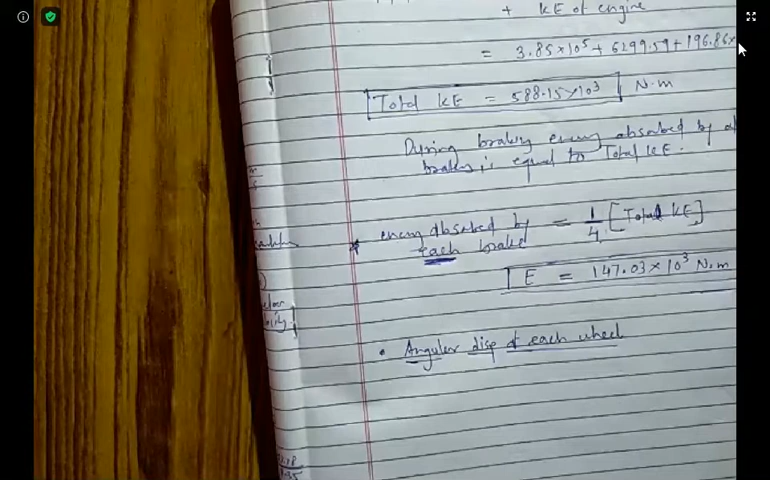 + KE of engine
= 3.85×10⁵ + 6299.59 + 196.86×
Total KE = 588.15×10³ N.m
During braking energy absorbed by all
brakes is equal to Total KE.
* energy absorbed by each brake = 1/4 [Total KE]
E = 147.03×10³ N.m
• Angular disp of each wheel